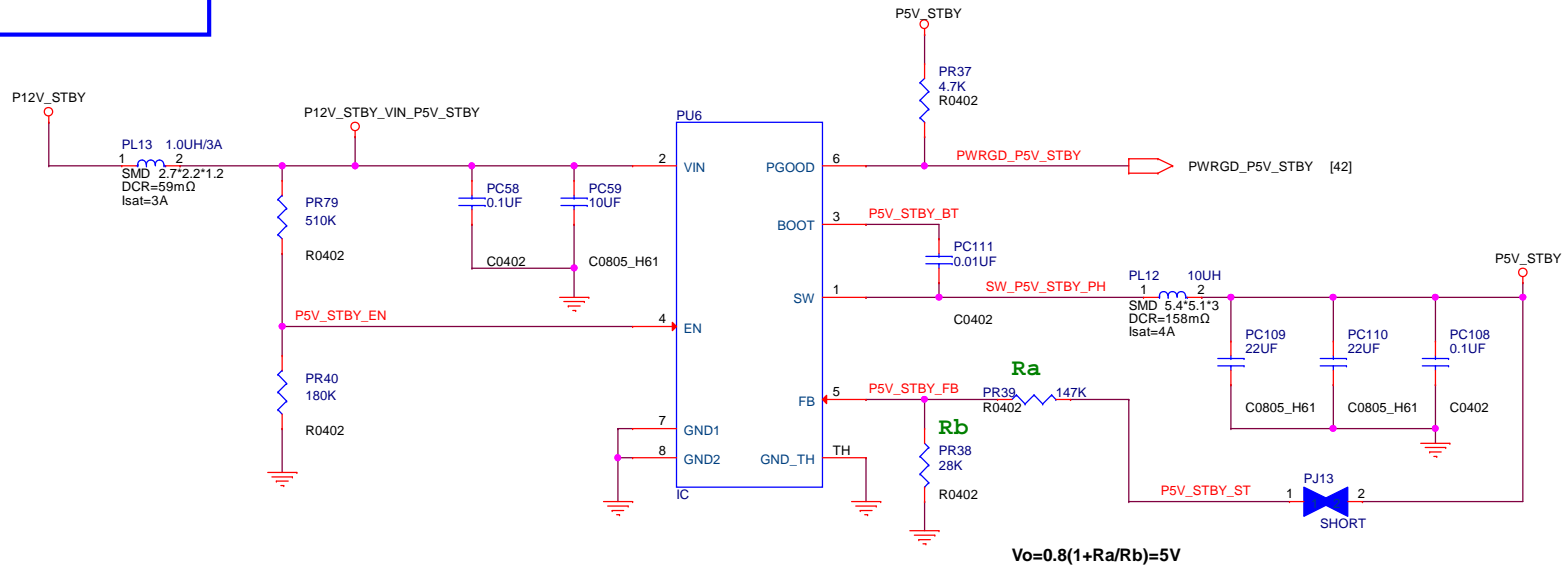 P5V_STBY
PR37
4.7K
R0402
P12V_STBY
P12V_STBY_VIN_P5V_STBY
PU6
PL13 1.0UH/3A
1 2
SMD 2.7*2.2*1.2
DCR=59mΩ
Isat=3A
2 VIN
PGOOD 6
PWRGD_P5V_STBY
PWRGD_P5V_STBY [42]
PR79
510K
R0402
PC58
0.1UF
C0402
PC59
10UF
C0805_H61
BOOT 3
P5V_STBY_BT
PC111
0.01UF
C0402
SW 1
SW_P5V_STBY_PH
PL12 10UH
1 2
SMD 5.4*5.1*3
DCR=158mΩ
Isat=4A
P5V_STBY
P5V_STBY_EN
4 EN
PC109
22UF
C0805_H61
PC110
22UF
C0805_H61
PC108
0.1UF
C0402
PR40
180K
R0402
Ra
FB 5
P5V_STBY_FB
PR39 147K
R0402
Rb
PR38
28K
R0402
7 GND1
8 GND2
GND_TH TH
IC
P5V_STBY_ST
PJ13
1 2
SHORT
Vo=0.8(1+Ra/Rb)=5V